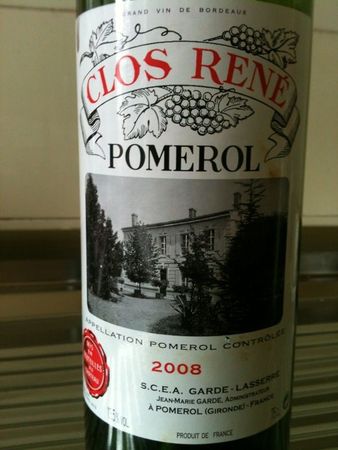 GRAND VIN DE BORDEAUX
CLOS RENÉ
POMEROL
APPELLATION POMEROL CONTRÔLÉE
2008
S.C.E.A. GARDE - LASSERRE
JEAN-MARIE GARDE, ADMINISTRATEUR
À POMEROL (GIRONDE) - FRANCE
PRODUIT DE FRANCE